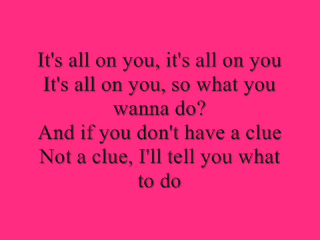 It's all on you, it's all on you
It's all on you, so what you
wanna do?
And if you don't have a clue
Not a clue, I'll tell you what
to do